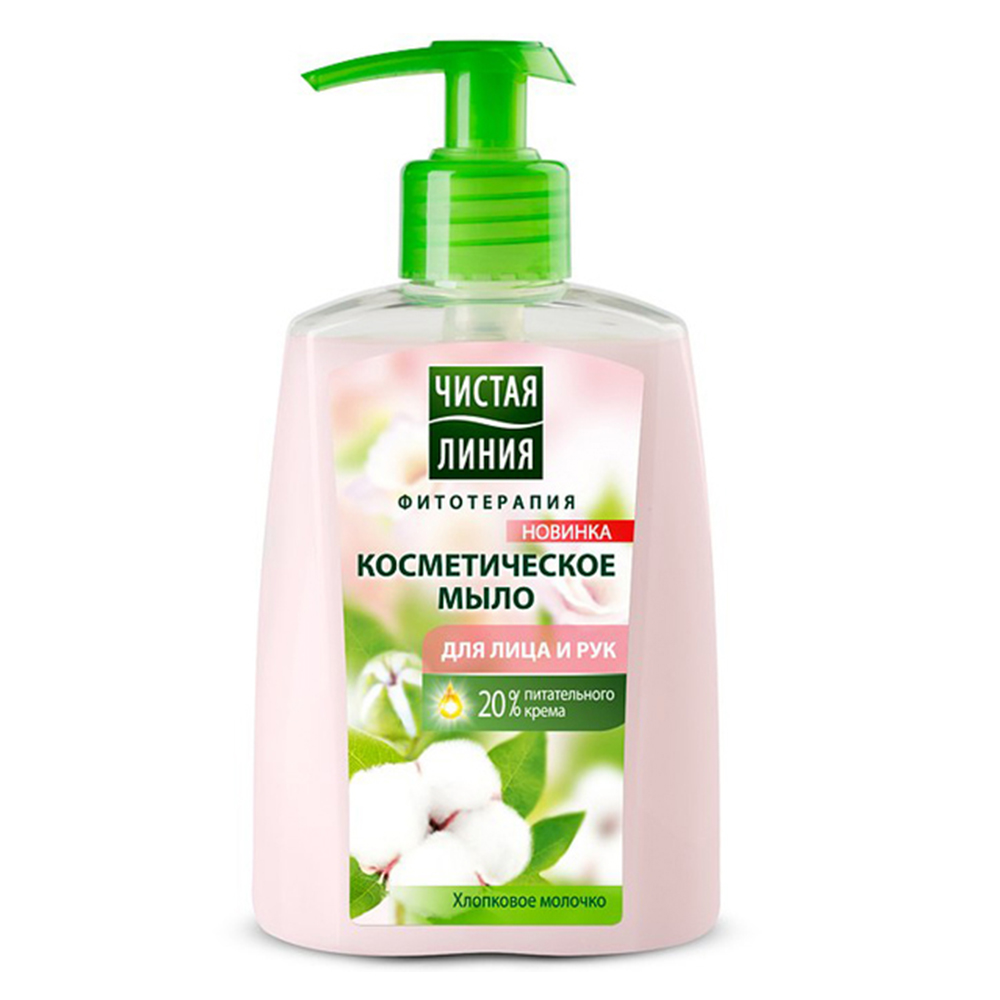 ЧИСТАЯ
ЛИНИЯ
ФИТОТЕРАПИЯ
НОВИНКА
КОСМЕТИЧЕСКОЕ
МЫЛО
ДЛЯ ЛИЦА И РУК
20% питательного
крема
Хлопковое молочко